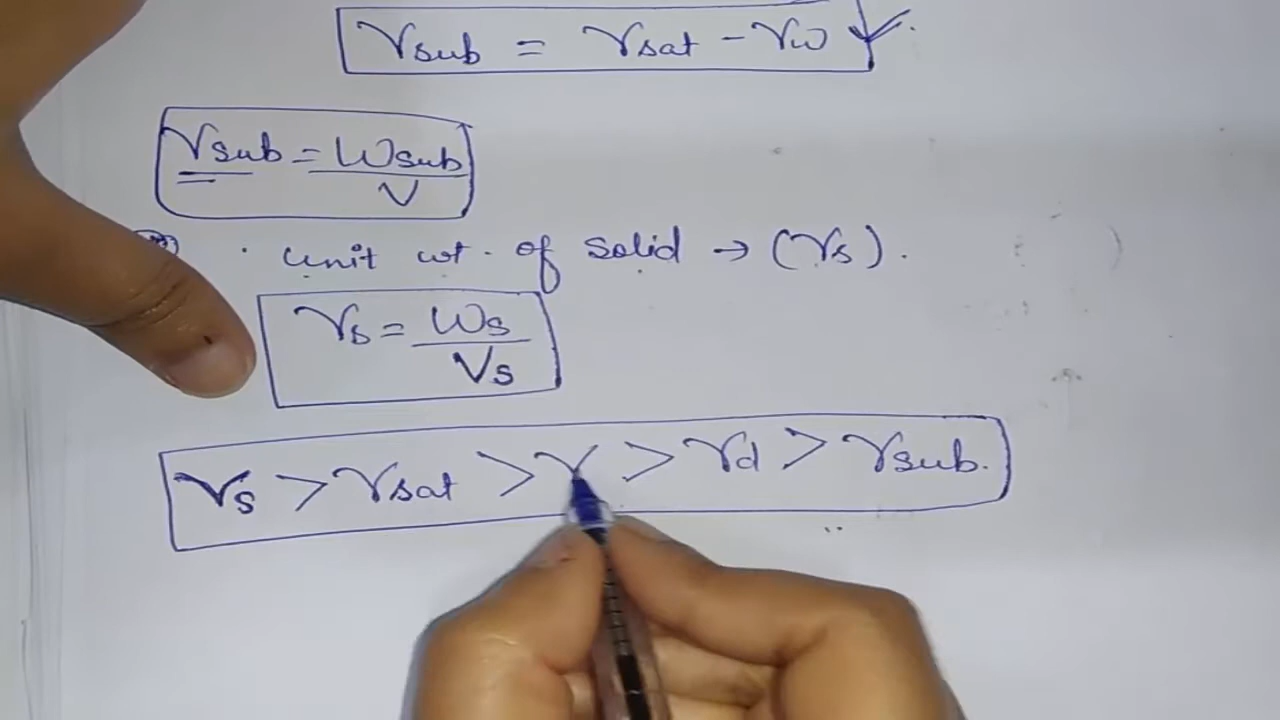 γsub = γsat - γw
γsub = Wsub / V
unit wt. of solid → (γs).
γs = Ws / Vs
γs > γsat > γ > γd > γsub.